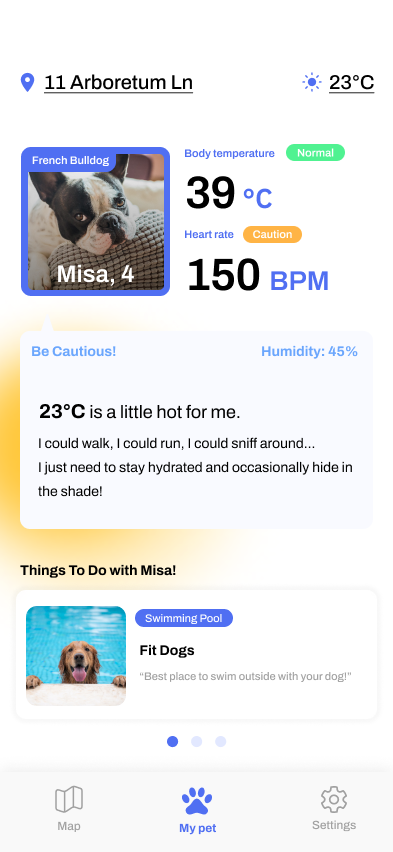 11 Arboretum Ln
23°C
French Bulldog
Misa, 4
Body temperature
Normal
39 °C
Heart rate
Caution
150 BPM
Be Cautious!
Humidity: 45%
23°C is a little hot for me.
I could walk, I could run, I could sniff around...
I just need to stay hydrated and occasionally hide in
the shade!
Things To Do with Misa!
Swimming Pool
Fit Dogs
“Best place to swim outside with your dog!”
Map
My pet
Settings